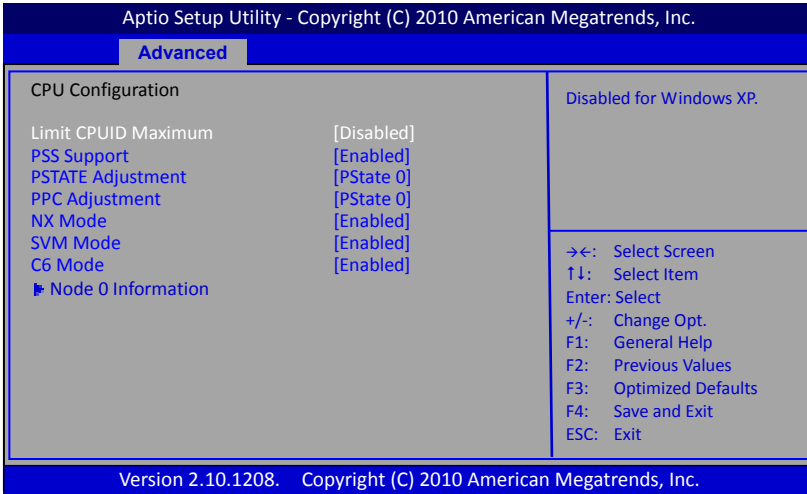 Aptio Setup Utility - Copyright (C) 2010 American Megatrends, Inc.
Advanced
CPU Configuration
Limit CPUID Maximum [Disabled]
PSS Support [Enabled]
PSTATE Adjustment [PState 0]
PPC Adjustment [PState 0]
NX Mode [Enabled]
SVM Mode [Enabled]
C6 Mode [Enabled]
Node 0 Information
Disabled for Windows XP.
→←: Select Screen
↑↓: Select Item
Enter: Select
+/-: Change Opt.
F1: General Help
F2: Previous Values
F3: Optimized Defaults
F4: Save and Exit
ESC: Exit
Version 2.10.1208. Copyright (C) 2010 American Megatrends, Inc.